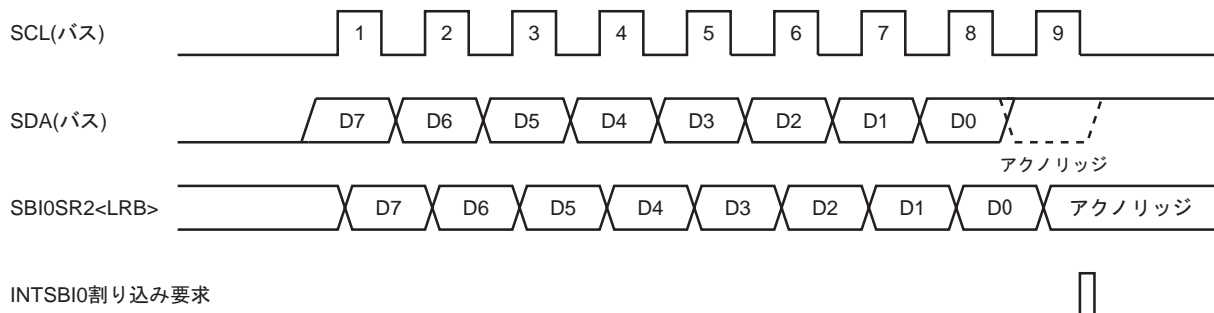 SCL(バス) 1 2 3 4 5 6 7 8 9
SDA(バス) D7 D6 D5 D4 D3 D2 D1 D0
アクノリッジ
SBI0SR2<LRB> D7 D6 D5 D4 D3 D2 D1 D0 アクノリッジ
INTSBI0割り込み要求